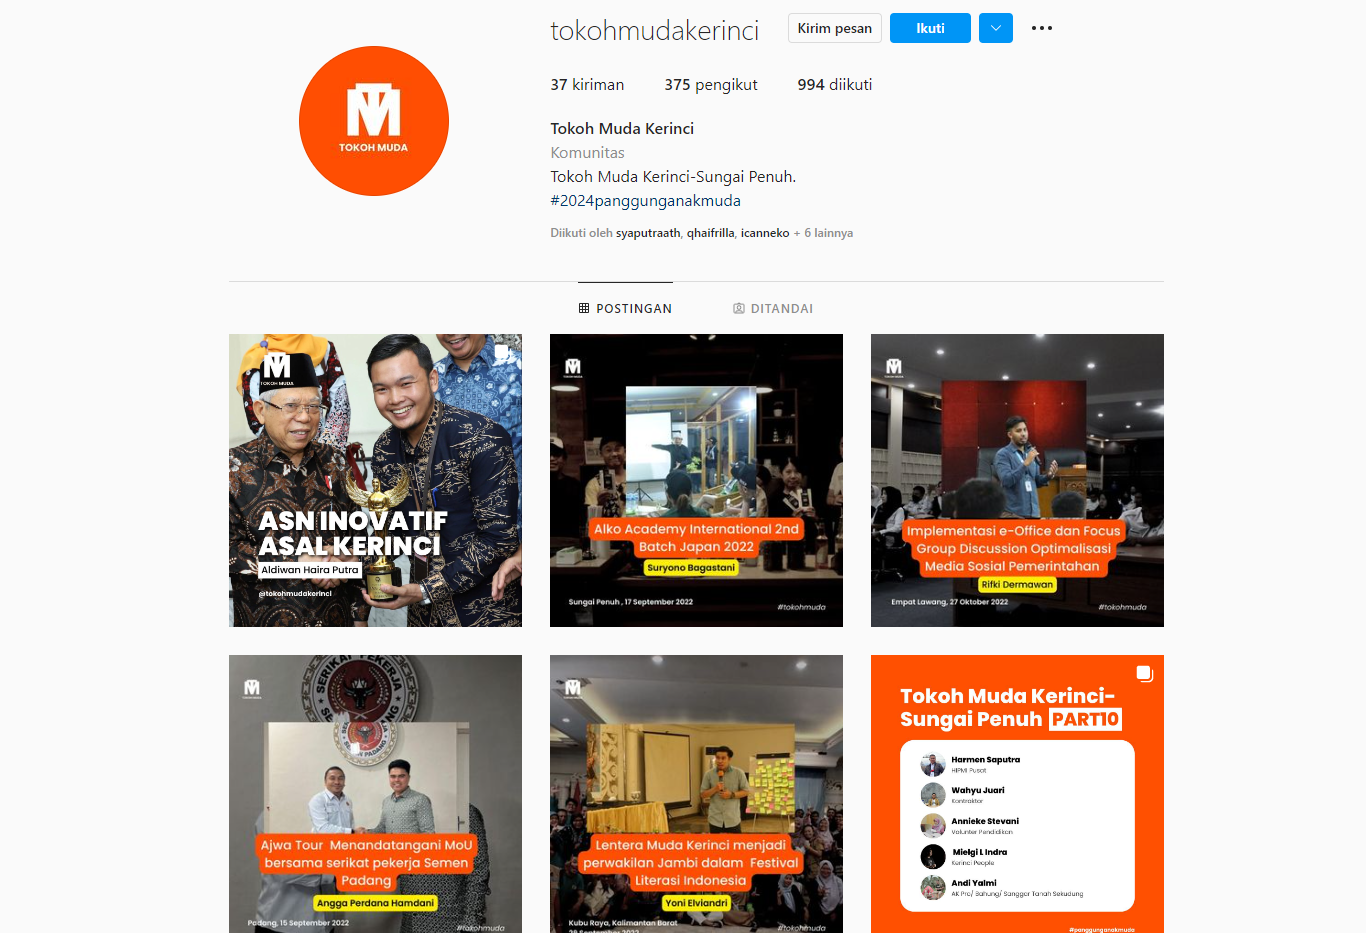 tokohmudakerinci
Kirim pesan
Ikuti
37 kiriman
375 pengikut
994 diikuti
TOKOH MUDA
Tokoh Muda Kerinci
Komunitas
Tokoh Muda Kerinci-Sungai Penuh.
#2024panggunganakmuda
Diikuti oleh syaputraath, qhaifrilla, icanneko + 6 lainnya
POSTINGAN
DITANDAI
TOKOH MUDA
ASN INOVATIF
ASAL KERINCI
Aldiwan Haira Putra
@tokohmudakerinci
Alko Academy International 2nd
Batch Japan 2022
Suryono Bagastani
Sungai Penuh , 17 September 2022
#tokohmuda
Implementasi e-Office dan Focus
Group Discussion Optimalisasi
Media Sosial Pemerintahan
Rifki Dermawan
Empat Lawang, 27 Oktober 2022
#tokohmuda
SERIKAT PEKERJA
SEMEN PADANG
Ajwa Tour Menandatangani MoU
bersama serikat pekerja Semen
Padang
Angga Perdana Hamdani
Padang, 15 September 2022
#tokohmuda
Lentera Muda Kerinci menjadi
perwakilan Jambi dalam Festival
Literasi Indonesia
Yoni Elviandri
Kubu Raya, Kalimantan Barat
#tokohmuda
Tokoh Muda Kerinci-
Sungai Penuh PART10
Harmen Saputra
HIPMI Pusat
Wahyu Juari
Kontraktor
Annieke Stevani
Volunter Pendidikan
Mielgi L Indra
Kerinci People
Andi Yalmi
AK Pro/ Bahung/ Sanggar Tanah Sekudung
#panggunganakmuda